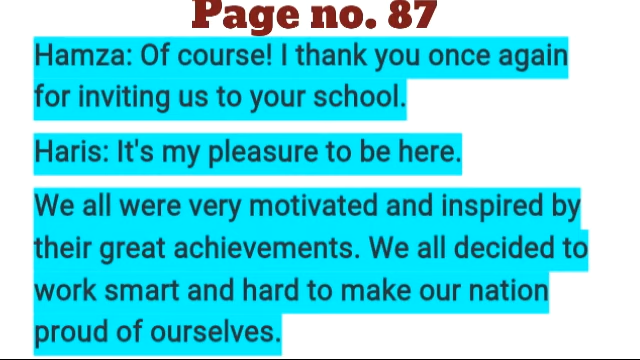 Page no. 87
Hamza: Of course! I thank you once again
for inviting us to your school.
Haris: It's my pleasure to be here.
We all were very motivated and inspired by
their great achievements. We all decided to
work smart and hard to make our nation
proud of ourselves.